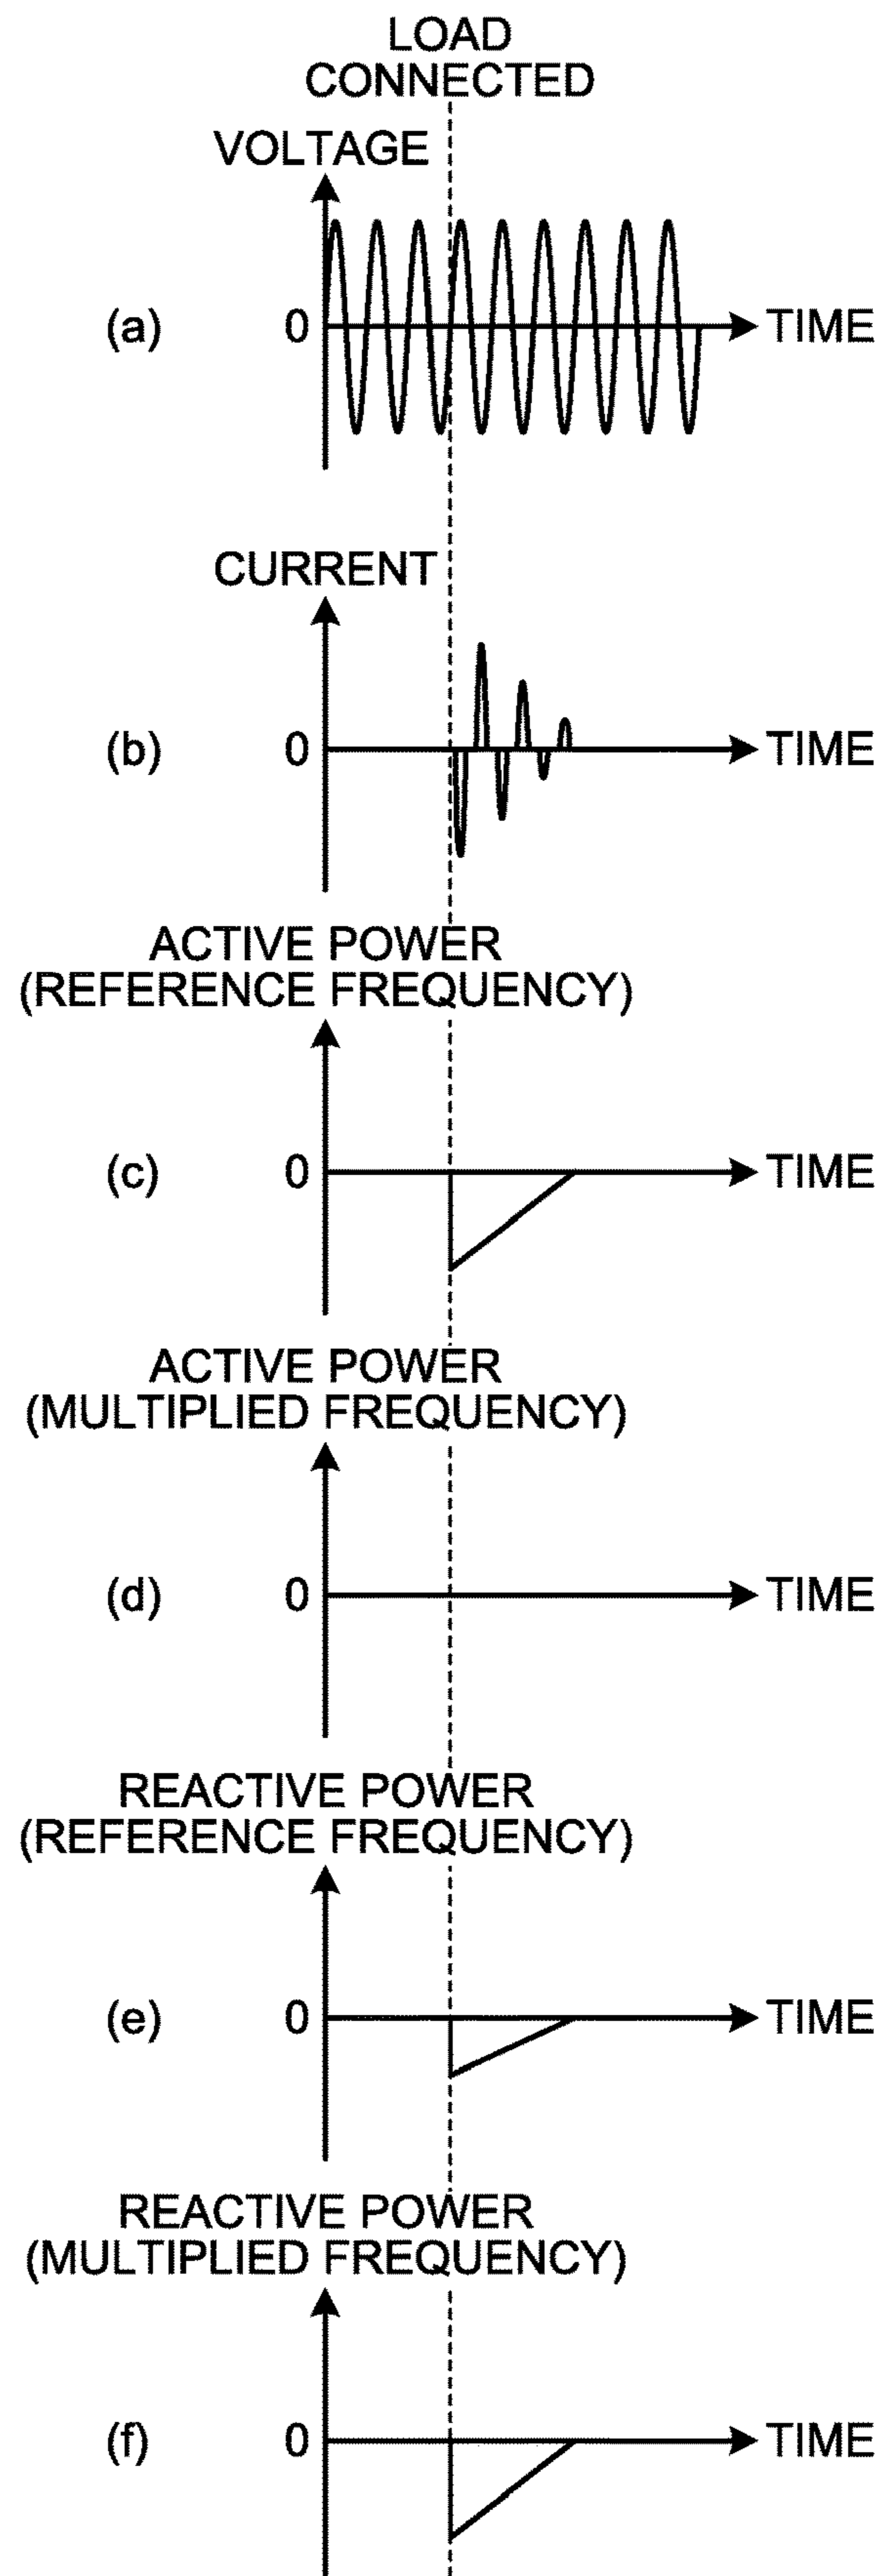 LOAD
CONNECTED
VOLTAGE
(a) 0 TIME
CURRENT
(b) 0 TIME
ACTIVE POWER
(REFERENCE FREQUENCY)
(c) 0 TIME
ACTIVE POWER
(MULTIPLIED FREQUENCY)
(d) 0 TIME
REACTIVE POWER
(REFERENCE FREQUENCY)
(e) 0 TIME
REACTIVE POWER
(MULTIPLIED FREQUENCY)
(f) 0 TIME